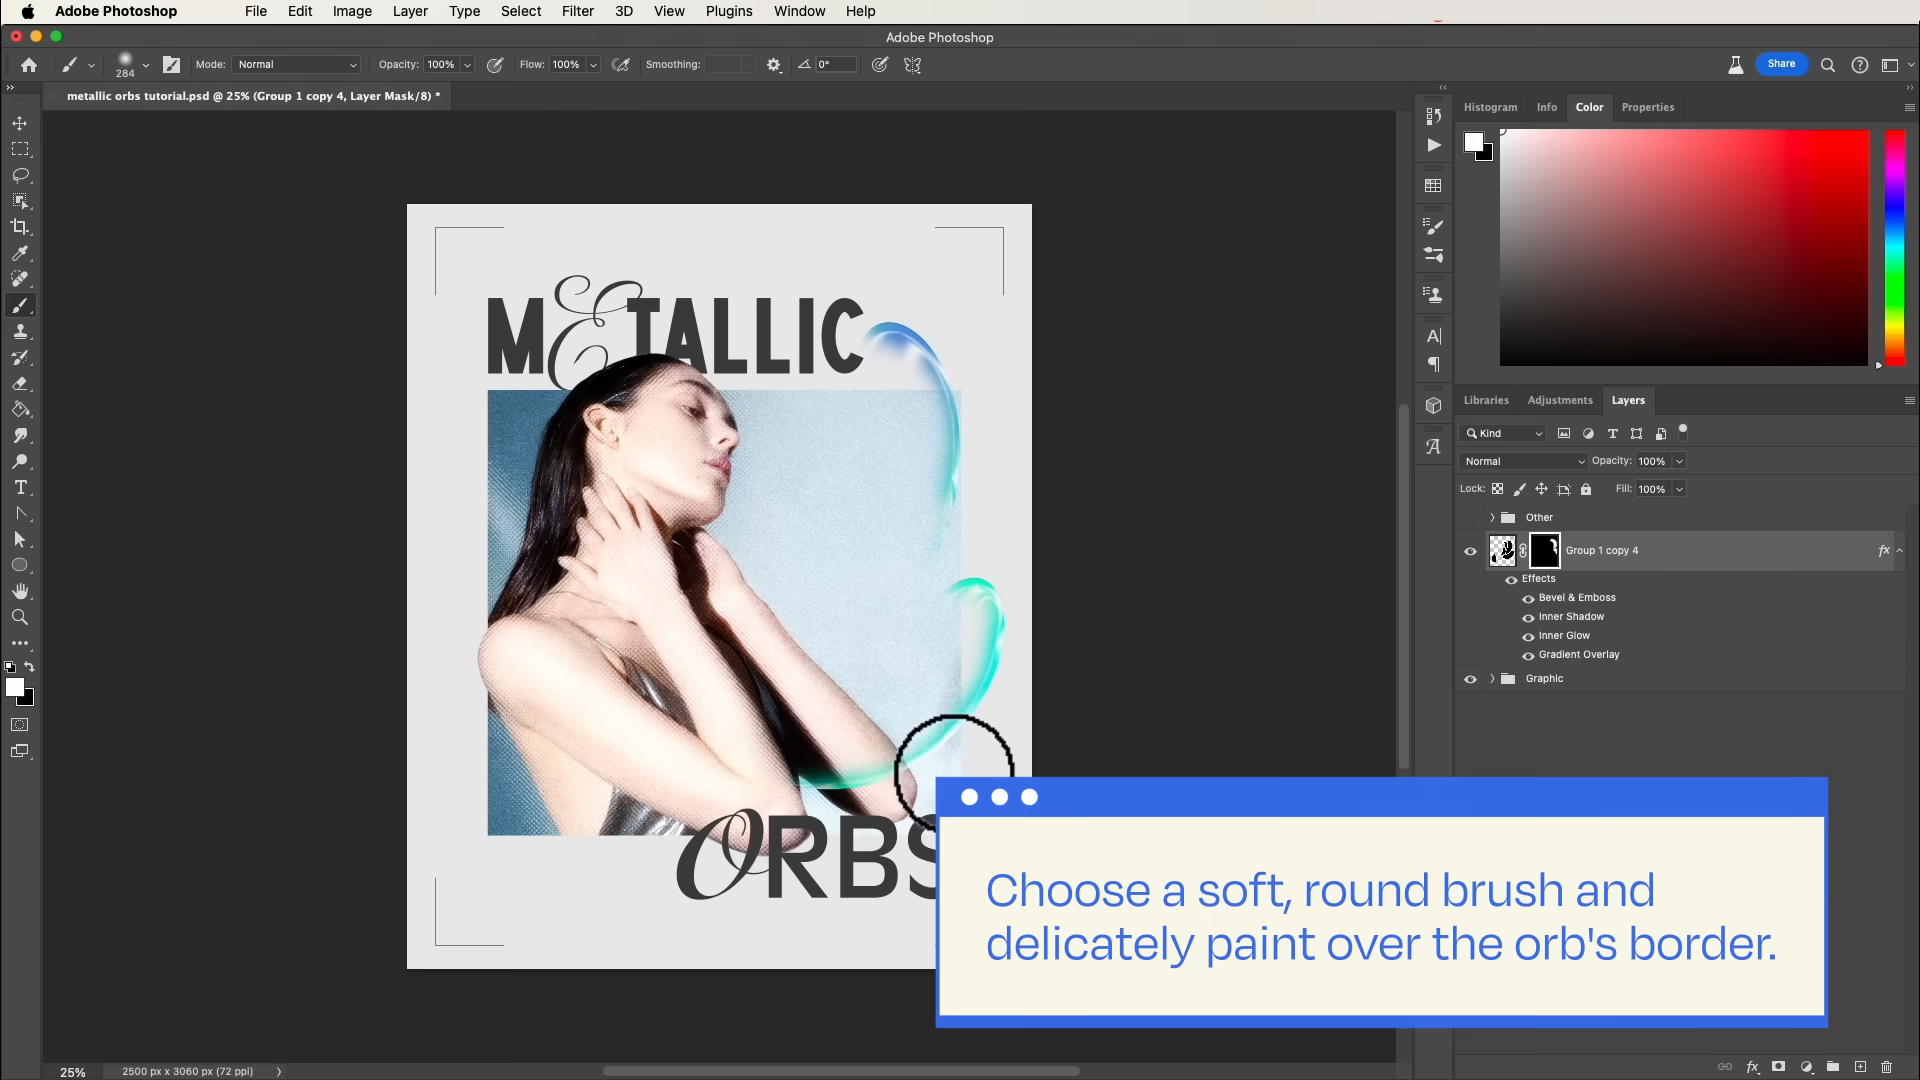 Adobe Photoshop File Edit Image Layer Type Select Filter 3D View Plugins Window Help
Adobe Photoshop
284 Mode: Normal Opacity: 100% Flow: 100% Smoothing: 0° Share
metallic orbs tutorial.psd @ 25% (Group 1 copy 4, Layer Mask/8) *
Histogram Info Color Properties
METALLIC
ORBS
Libraries Adjustments Layers
Kind
Normal Opacity: 100%
Lock: Fill: 100%
Other
Group 1 copy 4 fx
Effects
Bevel & Emboss
Inner Shadow
Inner Glow
Gradient Overlay
Graphic
Choose a soft, round brush and
delicately paint over the orb's border.
25% 2500 px x 3060 px (72 ppi)